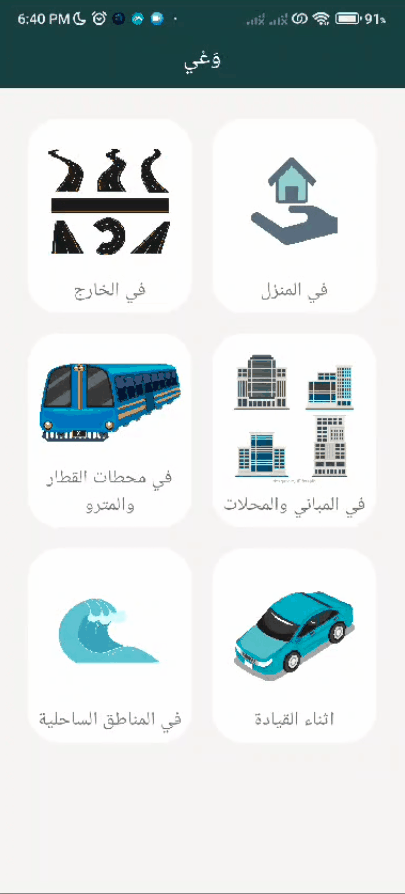 6:40 PM
91%
وَعْي
في المنزل
في الخارج
في المباني والمحلات
في محطات القطار
والمترو
اثناء القيادة
في المناطق الساحلية